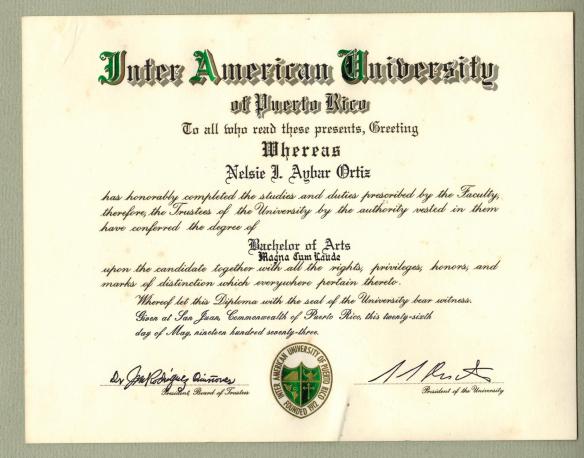 Inter American University
of Puerto Rico
To all who read these presents, Greeting
Whereas
Nelsie I. Aybar Ortiz
has honorably completed the studies and duties prescribed by the Faculty,
therefore, the Trustees of the University by the authority vested in them
have conferred the degree of
Bachelor of Arts
Magna Cum Laude
upon the candidate together with all the rights, privileges, honors, and
marks of distinction which everywhere pertain thereto.
Whereof let this Diploma with the seal of the University bear witness.
Given at San Juan, Commonwealth of Puerto Rico, this twenty-sixth
day of May, nineteen hundred seventy-three.
INTER AMERICAN UNIVERSITY OF PUERTO RICO
FOUNDED 1912
Dr. José Rodríguez Quiñones
President, Board of Trustees
President of the University